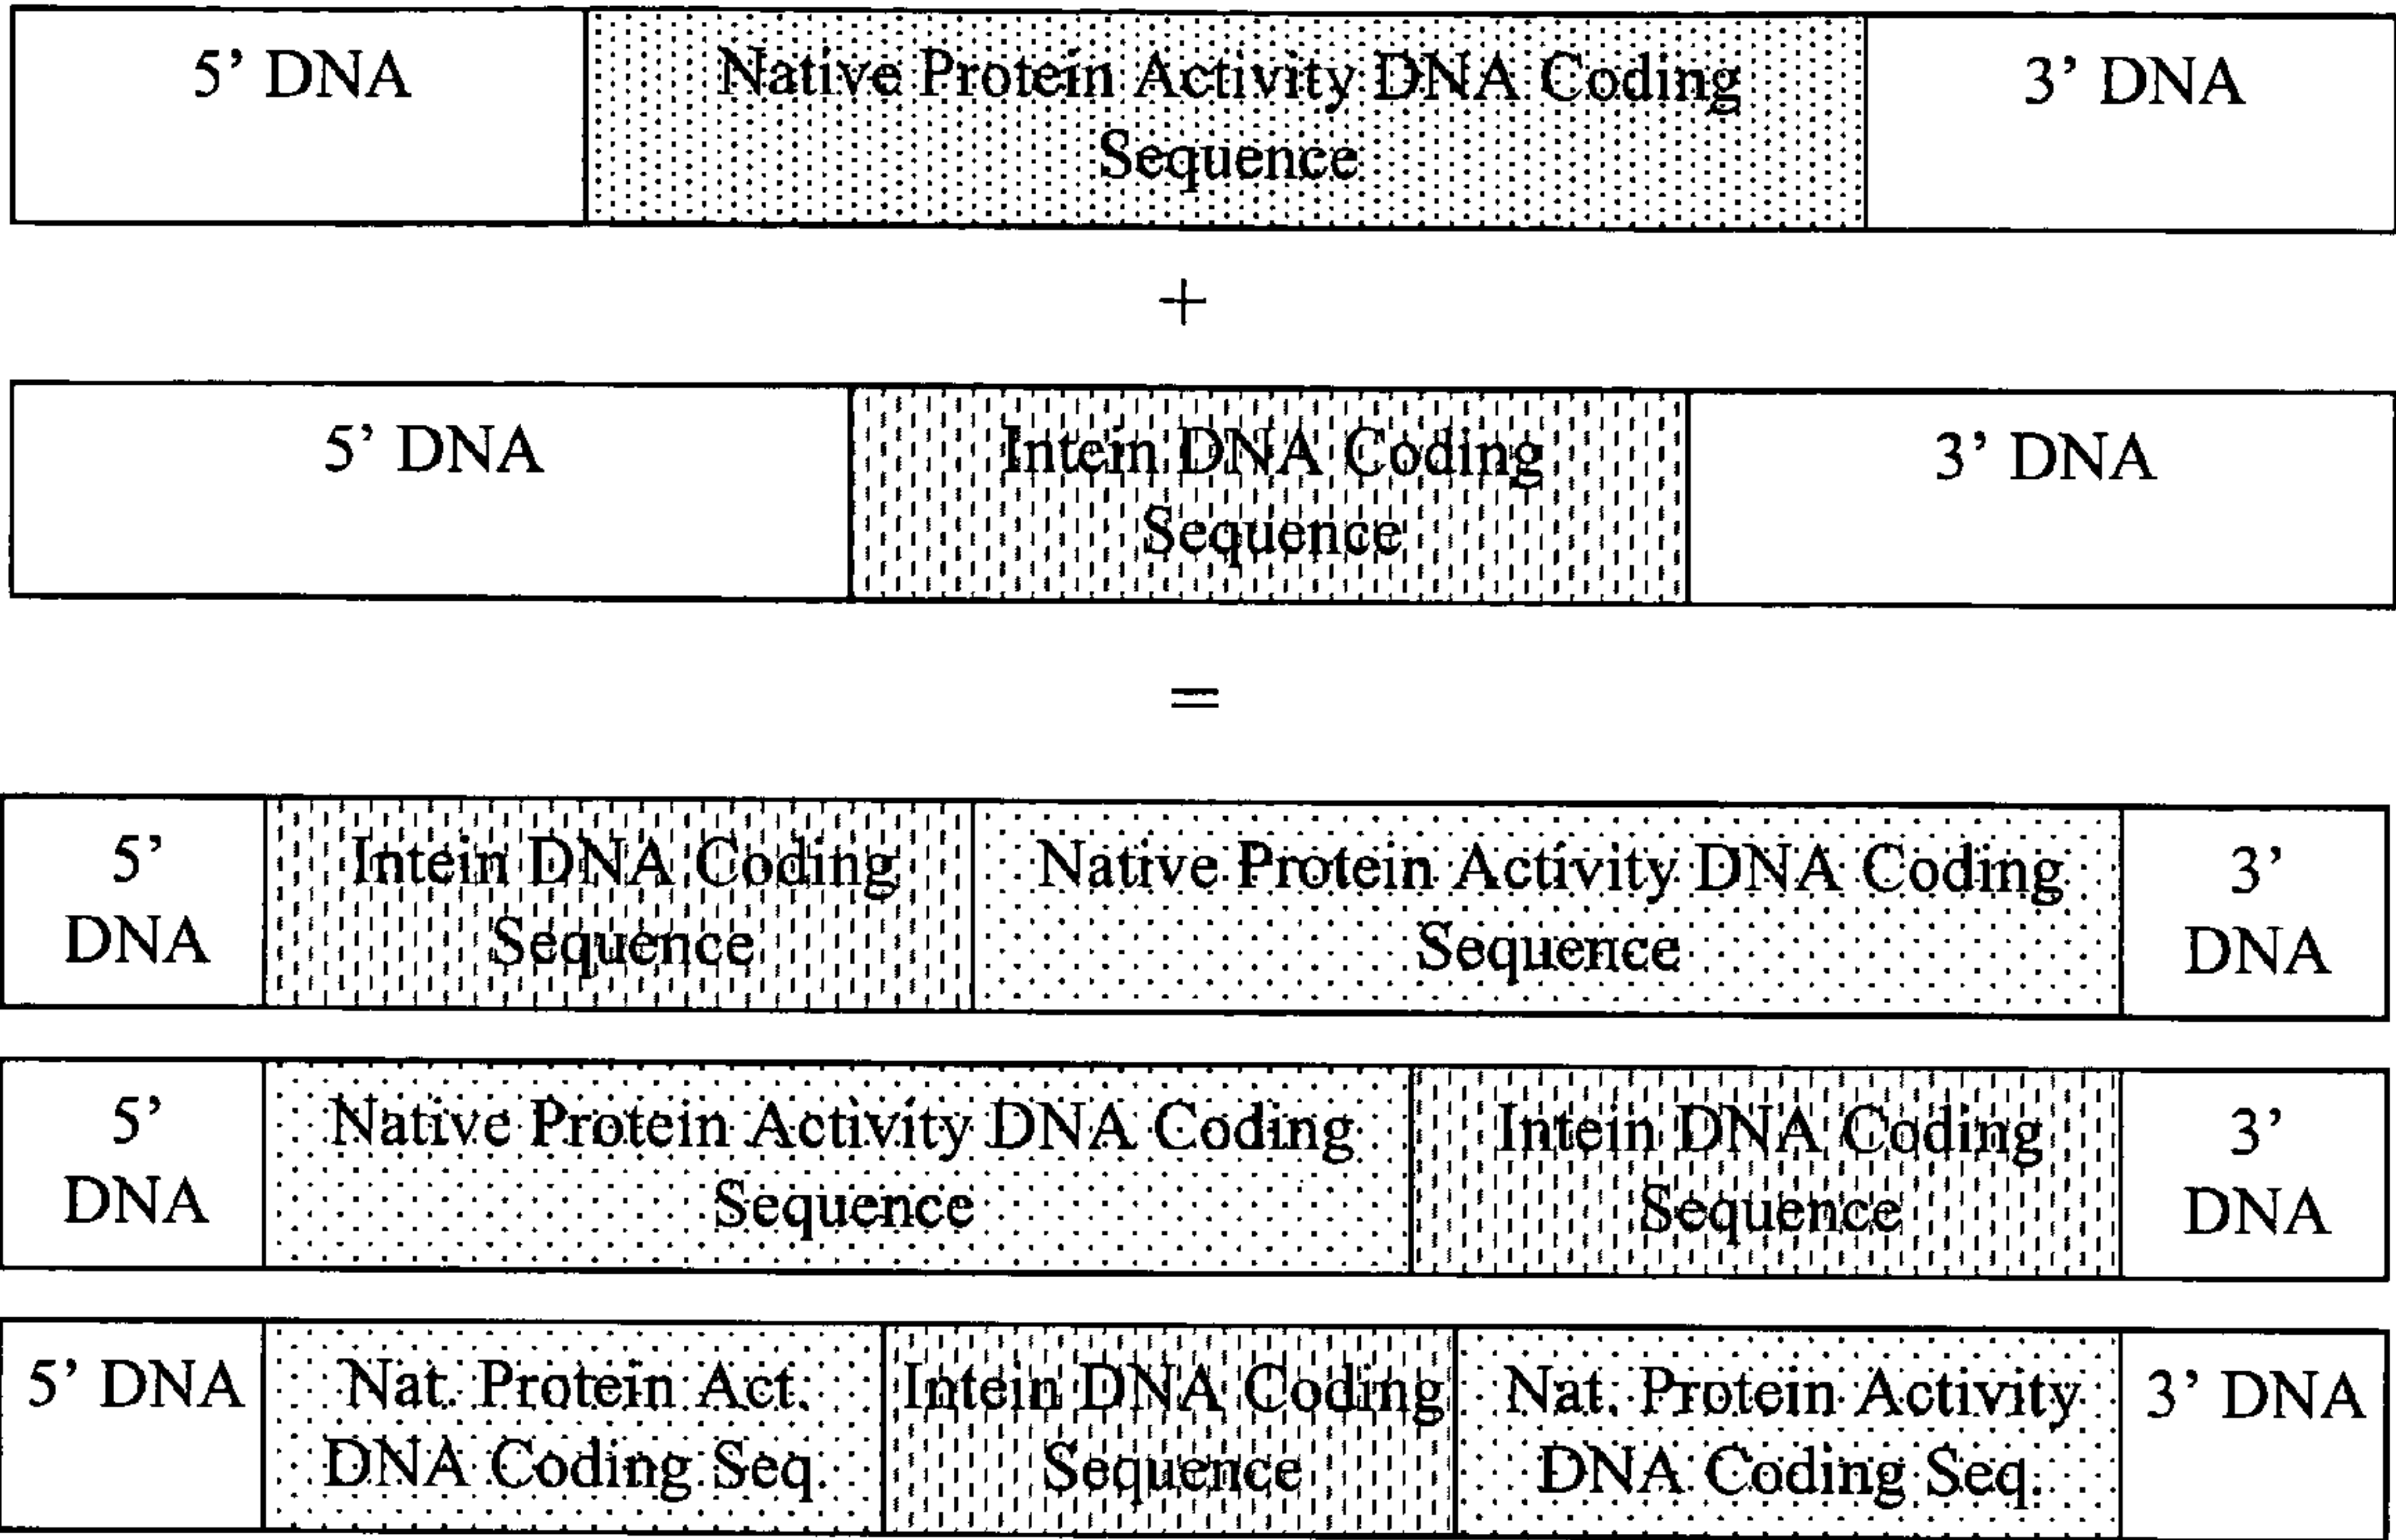 5’ DNA
Native Protein Activity DNA Coding
Sequence
3’ DNA
+
5’ DNA
Intein DNA Coding
Sequence
3’ DNA
=
5’
DNA
Intein DNA Coding
Sequence
Native Protein Activity DNA Coding
Sequence
3’
DNA
5’
DNA
Native Protein Activity DNA Coding
Sequence
Intein DNA Coding
Sequence
3’
DNA
5’ DNA
Nat. Protein Act.
DNA Coding Seq.
Intein DNA Coding
Sequence
Nat. Protein Activity
DNA Coding Seq.
3’ DNA